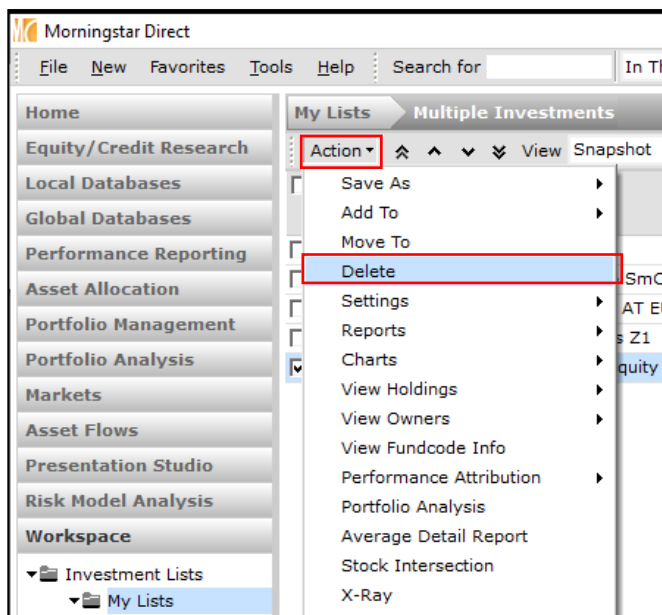 Morningstar Direct
File New Favorites Tools Help Search for In Th
Home
Equity/Credit Research
Local Databases
Global Databases
Performance Reporting
Asset Allocation
Portfolio Management
Portfolio Analysis
Markets
Asset Flows
Presentation Studio
Risk Model Analysis
Workspace
Investment Lists
My Lists
My Lists Multiple Investments
Action View Snapshot
Save As
Add To
Move To
Delete
Settings
Reports
Charts
View Holdings
View Owners
View Fundcode Info
Performance Attribution
Portfolio Analysis
Average Detail Report
Stock Intersection
X-Ray
SmC
AT EU
s Z1
quity